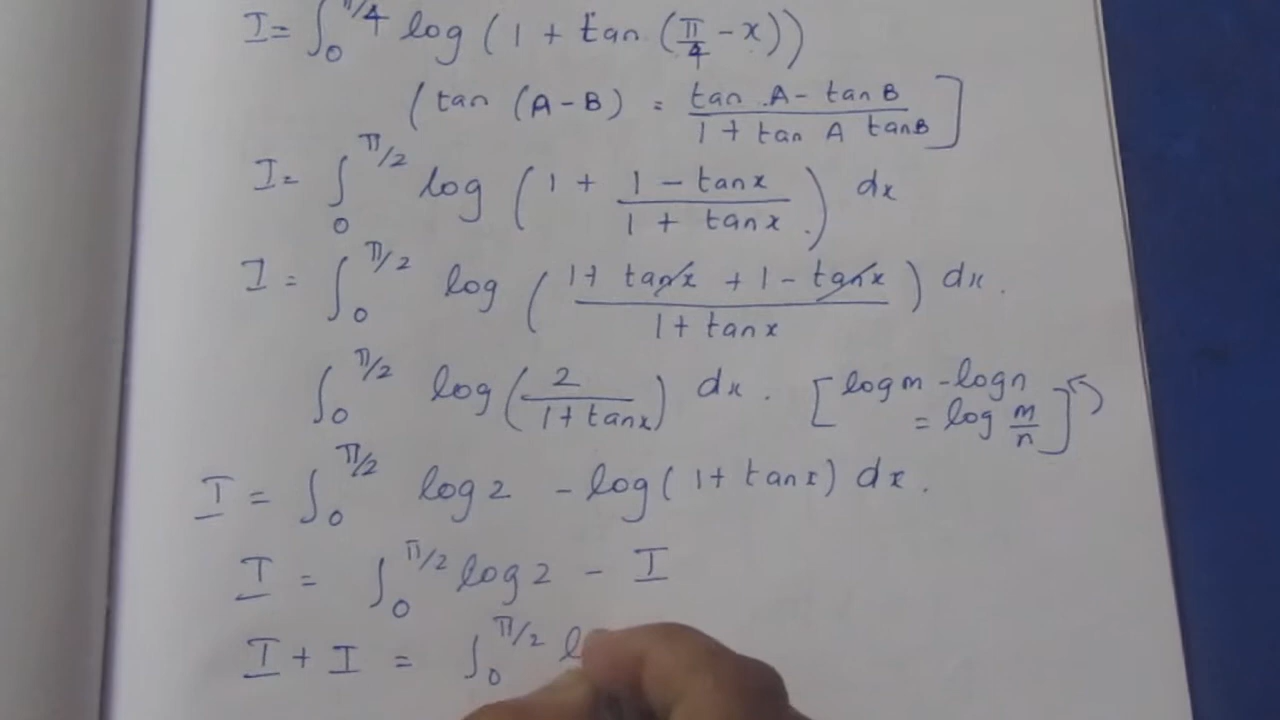 I = ∫₀^π/4 log (1 + tan (π/4 - x))
(tan (A-B) = tan A - tan B / 1 + tan A tan B]
I = ∫₀^π/2 log (1 + 1 - tan x / 1 + tan x) dx
I = ∫₀^π/2 log (1 + tan x + 1 - tan x / 1 + tan x) dx.
∫₀^π/2 log (2 / 1 + tan x) dx. [log m - log n = log m/n]
I = ∫₀^π/2 log 2 - log (1 + tan x) dx.
I = ∫₀^π/2 log 2 - I
I + I = ∫₀^π/2 l